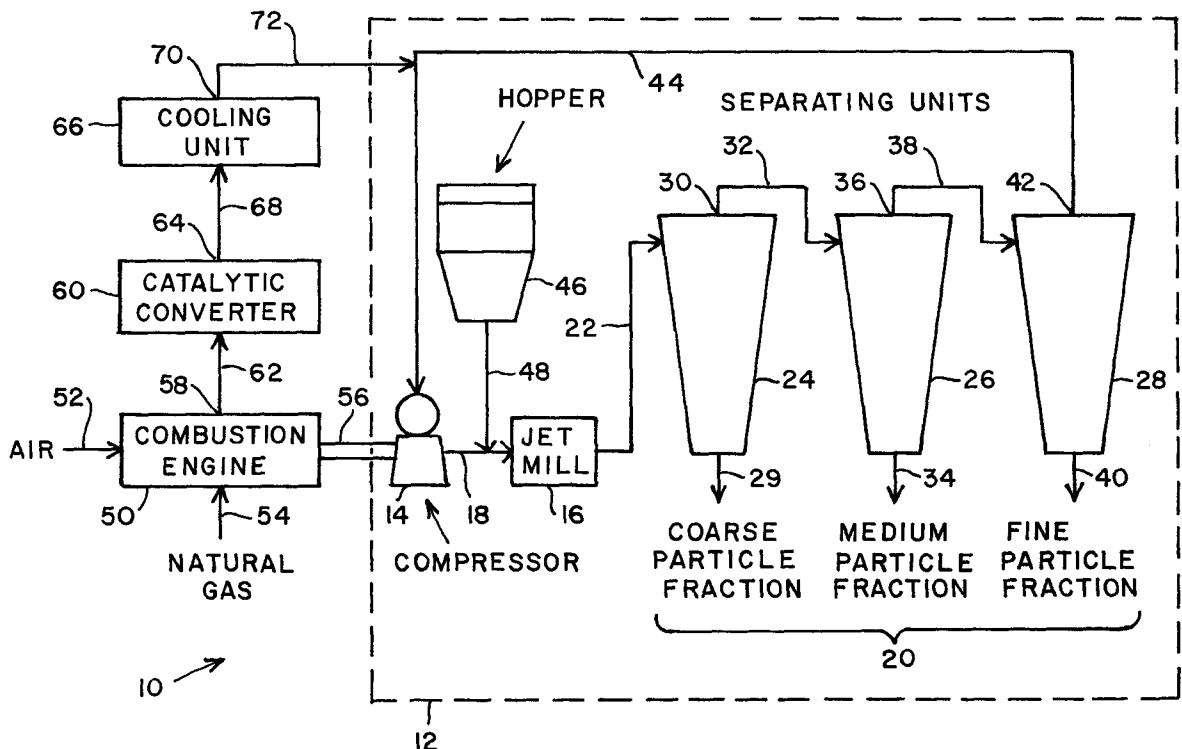 72
70
44
HOPPER
SEPARATING UNITS
66
COOLING
UNIT
32
38
30
36
42
68
64
60
CATALYTIC
CONVERTER
46
22
62
48
24
26
28
52
58
56
AIR
COMBUSTION
ENGINE
JET
MILL
50
54
14
18
16
29
34
40
NATURAL
GAS
COMPRESSOR
COARSE
PARTICLE
FRACTION
MEDIUM
PARTICLE
FRACTION
FINE
PARTICLE
FRACTION
20
10
12